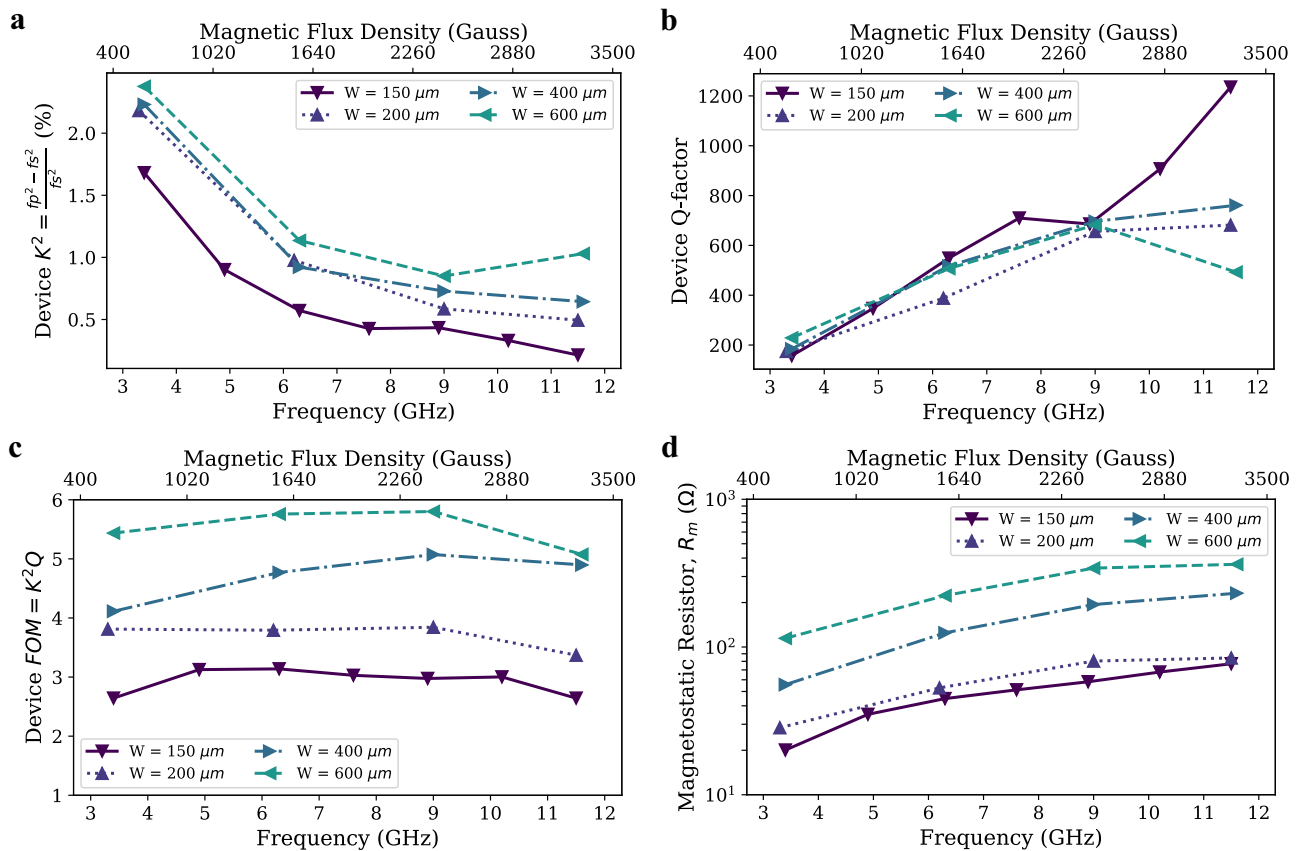 a
Magnetic Flux Density (Gauss)
400 1020 1640 2260 2880 3500
W = 150 μm
W = 200 μm
W = 400 μm
W = 600 μm
Device K² = (fp² − fs²)/fs² (%)
2.0
1.5
1.0
0.5
3 4 5 6 7 8 9 10 11 12
Frequency (GHz)
b
Magnetic Flux Density (Gauss)
400 1020 1640 2260 2880 3500
W = 150 μm
W = 200 μm
W = 400 μm
W = 600 μm
Device Q-factor
1200
1000
800
600
400
200
3 4 5 6 7 8 9 10 11 12
Frequency (GHz)
c
Magnetic Flux Density (Gauss)
400 1020 1640 2260 2880 3500
Device FOM = K²Q
6
5
4
3
2
1
W = 150 μm
W = 200 μm
W = 400 μm
W = 600 μm
3 4 5 6 7 8 9 10 11 12
Frequency (GHz)
d
Magnetic Flux Density (Gauss)
400 1020 1640 2260 2880 3500
W = 150 μm
W = 200 μm
W = 400 μm
W = 600 μm
Magnetostatic Resistor, Rₘ (Ω)
10³
10²
10¹
3 4 5 6 7 8 9 10 11 12
Frequency (GHz)